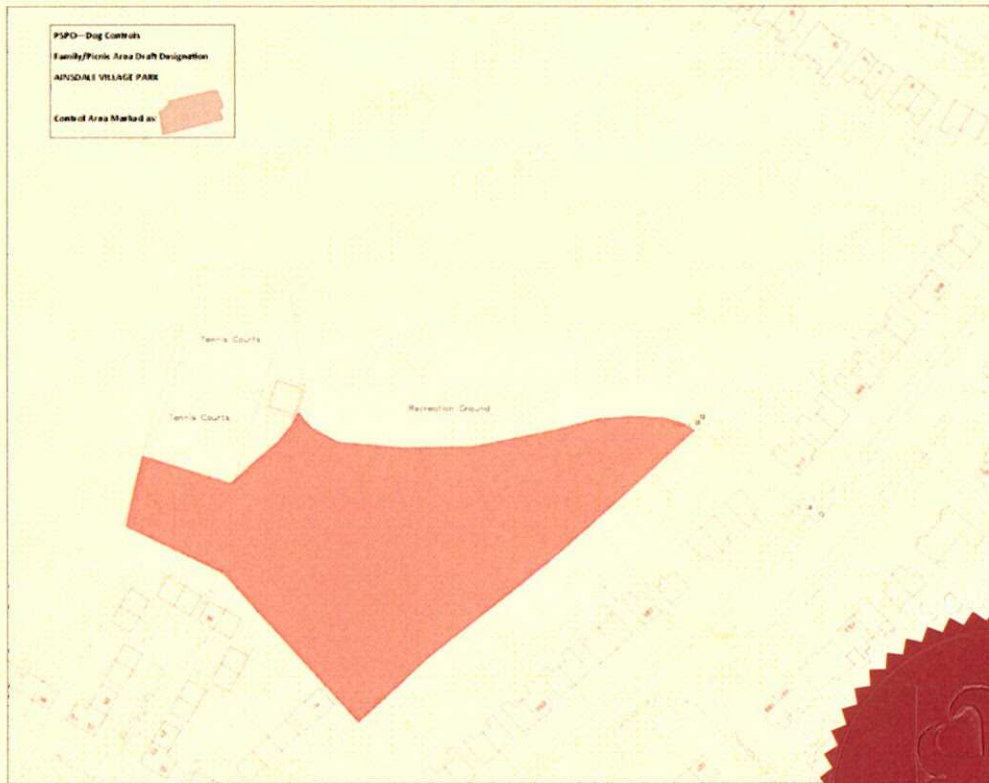 PSPO—Dog Controls
Family/Picnic Area Draft Designation
AINSDALE VILLAGE PARK
Control Area Marked as:
Tennis Courts
Tennis Courts
Recreation Ground